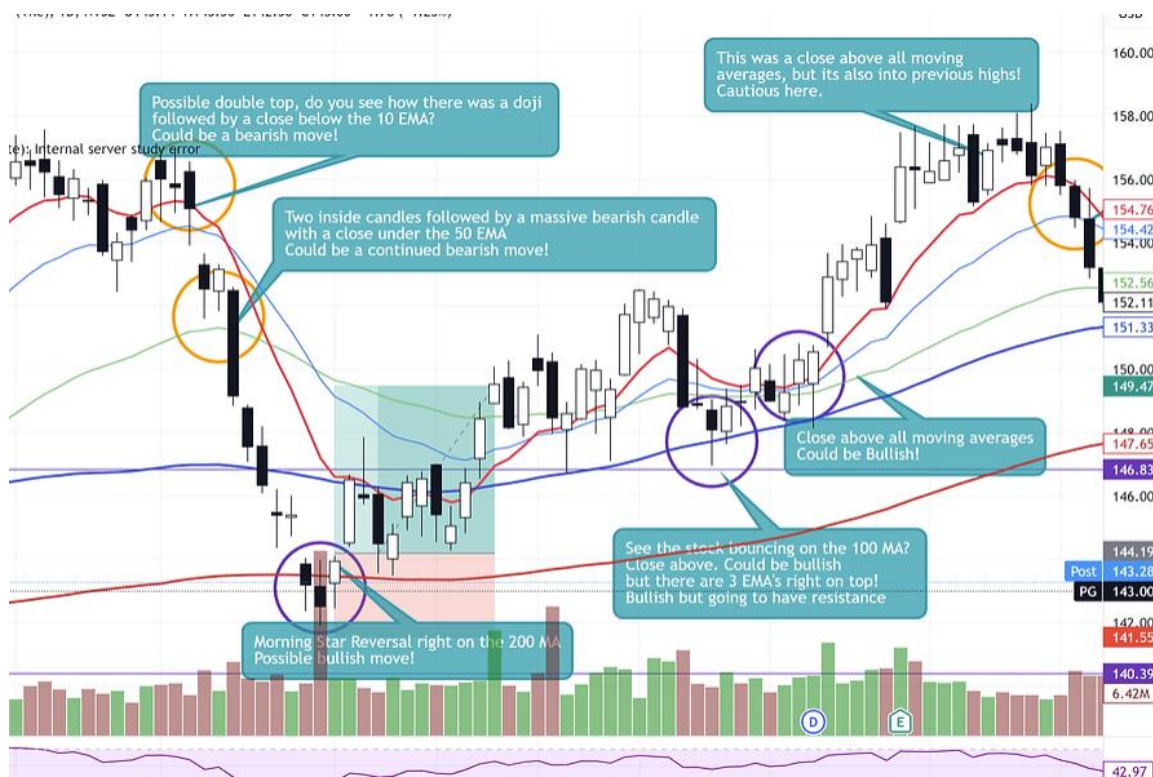 USD
160.00
This was a close above all moving
averages, but its also into previous highs!
Cautious here.
Possible double top, do you see how there was a doji
followed by a close below the 10 EMA?
Could be a bearish move!
158.00
te): Internal server study error
156.00
Two inside candles followed by a massive bearish candle
with a close under the 50 EMA
Could be a continued bearish move!
154.76
154.42
154.00
152.56
152.11
151.33
150.00
149.47
Close above all moving averages
Could be Bullish!
148.00
147.65
146.83
146.00
See the stock bouncing on the 100 MA?
Close above. Could be bullish
but there are 3 EMA's right on top!
Bullish but going to have resistance
144.19
Post 143.28
PG 143.00
142.00
Morning Star Reversal right on the 200 MA
Possible bullish move!
141.55
140.39
6.42M
D
E
42.97